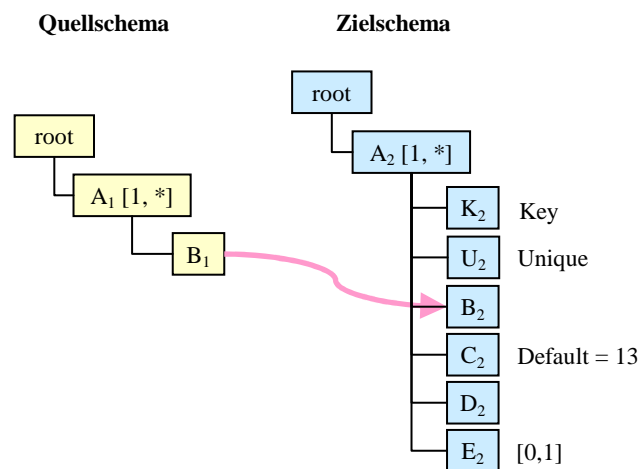 Quellschema Zielschema
root
root
A₂ [1, *]
A₁ [1, *]
K₂ Key
B₁
U₂ Unique
B₂
C₂ Default = 13
D₂
E₂ [0,1]